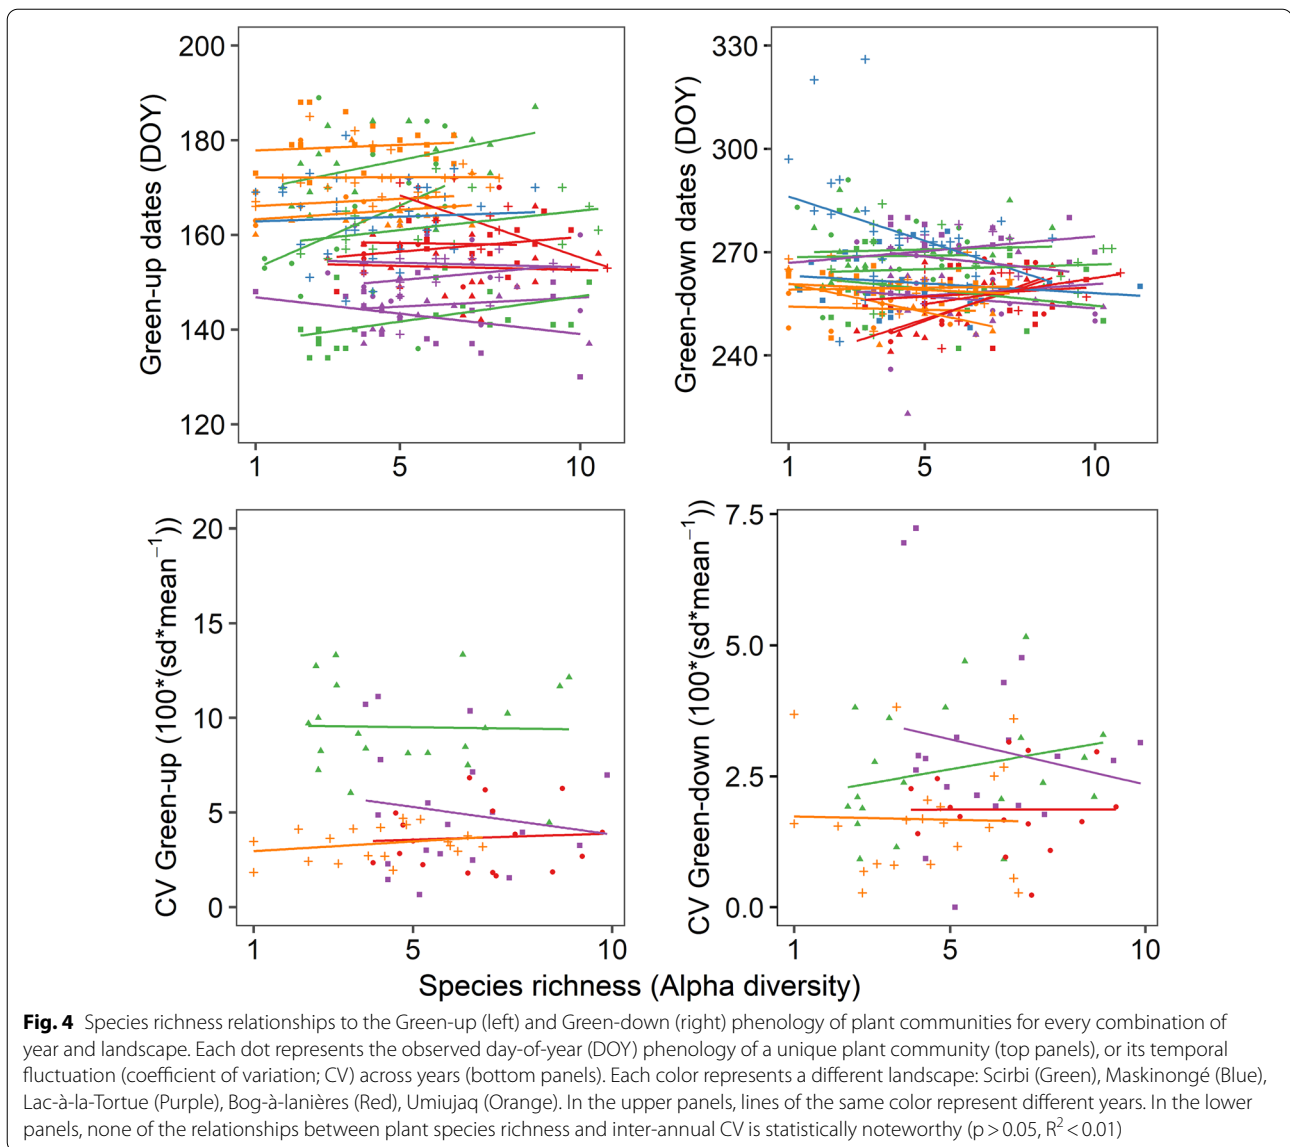 200
180
160
140
120
Green-up dates (DOY)
1 5 10
330
300
270
240
Green-down dates (DOY)
1 5 10
20
15
10
5
0
CV Green-up (100*(sd*mean⁻¹))
1 5 10
7.5
5.0
2.5
0.0
CV Green-down (100*(sd*mean⁻¹))
1 5 10
Species richness (Alpha diversity)
Fig. 4 Species richness relationships to the Green-up (left) and Green-down (right) phenology of plant communities for every combination of
year and landscape. Each dot represents the observed day-of-year (DOY) phenology of a unique plant community (top panels), or its temporal
fluctuation (coefficient of variation; CV) across years (bottom panels). Each color represents a different landscape: Scirbi (Green), Maskinongé (Blue),
Lac-à-la-Tortue (Purple), Bog-à-lanières (Red), Umiujaq (Orange). In the upper panels, lines of the same color represent different years. In the lower
panels, none of the relationships between plant species richness and inter-annual CV is statistically noteworthy (p > 0.05, R² < 0.01)